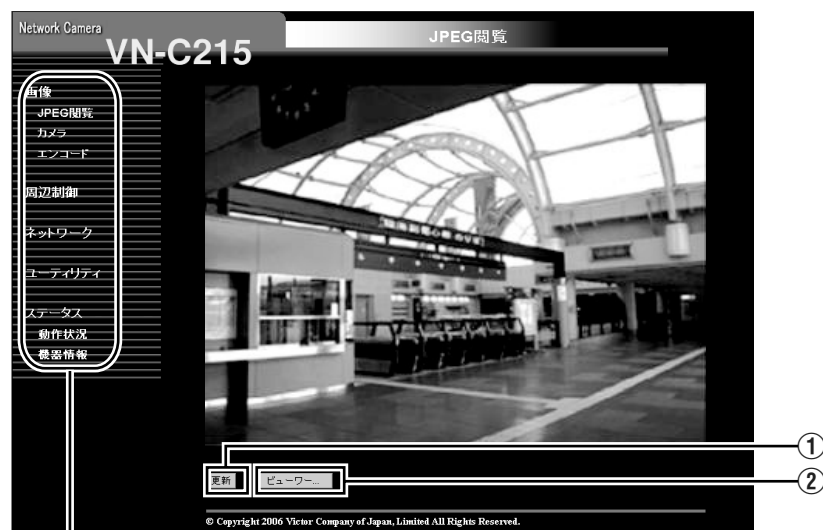 Network Camera
VN-C215
JPEG閲覧
画像
JPEG閲覧
カメラ
エンコード
周辺制御
ネットワーク
ユーティリティ
ステータス
動作状況
機器情報
①
更新
ビューワー...
②
© Copyright 2006 Victor Company of Japan, Limited All Rights Reserved.